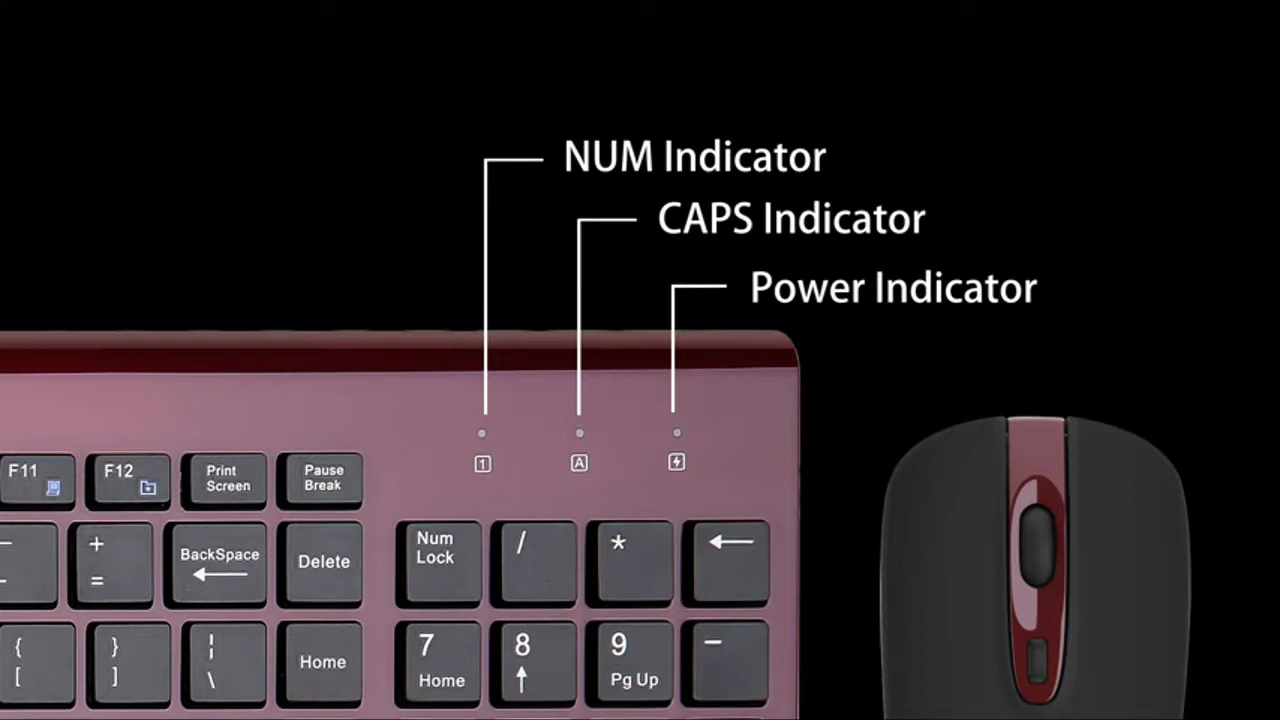 NUM Indicator
CAPS Indicator
Power Indicator
1 A
F11 F12 Print Screen Pause Break
+ = BackSpace Delete Num Lock / * ←
{ [ } ] ¦ \ Home 7 Home 8 ↑ 9 Pg Up −